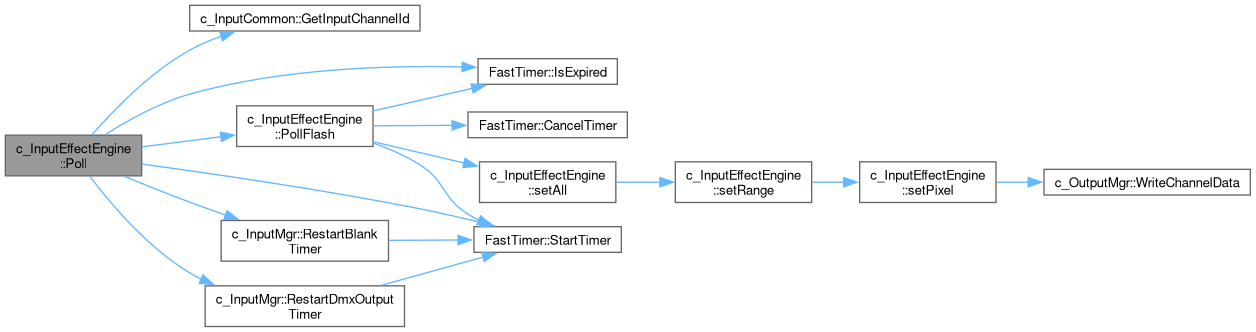 c_InputCommon::GetInputChannelId
FastTimer::IsExpired
c_InputEffectEngine
::PollFlash
FastTimer::CancelTimer
c_InputEffectEngine
::Poll
c_InputEffectEngine
::setAll
c_InputEffectEngine
::setRange
c_InputEffectEngine
::setPixel
c_OutputMgr::WriteChannelData
c_InputMgr::RestartBlank
Timer
FastTimer::StartTimer
c_InputMgr::RestartDmxOutput
Timer